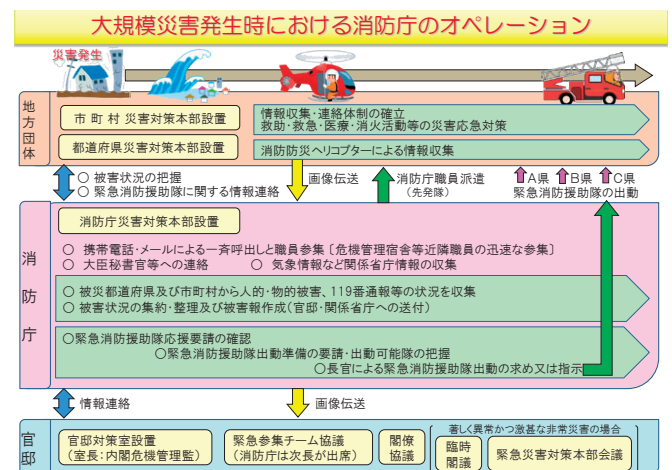 大規模災害発生時における消防庁のオペレーション
災害発生
地方団体
市町村 災害対策本部設置
情報収集・連絡体制の確立
救助・救急・医療・消火活動等の災害応急対策
都道府県 災害対策本部設置
消防防災ヘリコプターによる情報収集
○ 被害状況の把握
○ 緊急消防援助隊に関する情報連絡
画像伝送
消防庁職員派遣
(先発隊)
A県 B県 C県
緊急消防援助隊の出動
消防庁
消防庁災害対策本部設置
○ 携帯電話・メールによる一斉呼出しと職員参集〔危機管理宿舎等近隣職員の迅速な参集〕
○ 大臣秘書官等への連絡 ○ 気象情報など関係省庁情報の収集
○ 被災都道府県及び市町村から人的・物的被害、119番通報等の状況を収集
○ 被害状況の集約・整理及び被害報作成(官邸・関係省庁への送付)
○緊急消防援助隊応援要請の確認
○緊急消防援助隊出動準備の要請・出動可能隊の把握
○長官による緊急消防援助隊出動の求め又は指示
情報連絡
画像伝送
官邸
官邸対策室設置
(室長:内閣危機管理監)
緊急参集チーム協議
(消防庁は次長が出席)
閣僚
協議
著しく異常かつ激甚な非常災害の場合
臨時
閣議
緊急災害対策本部会議